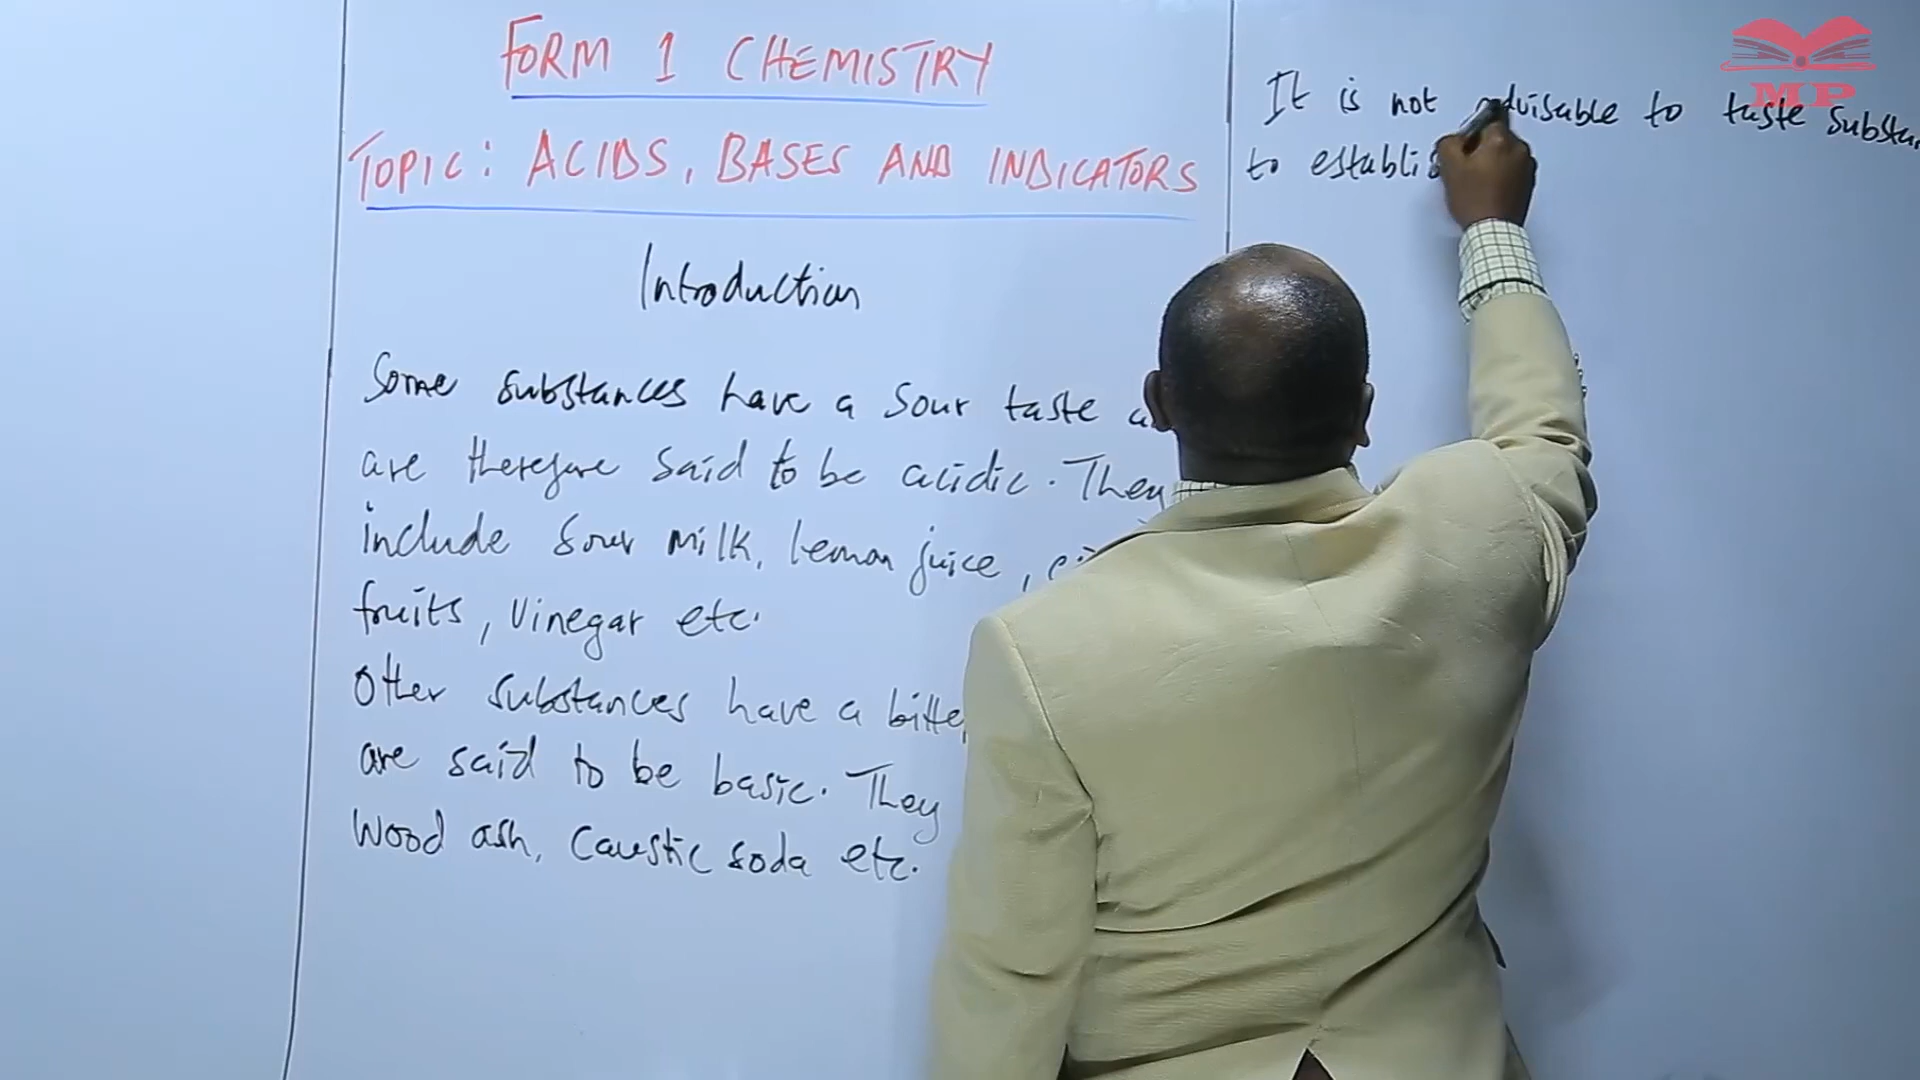 FORM 1 CHEMISTRY
TOPIC: ACIDS, BASES AND INDICATORS
Introduction
Some substances have a sour taste
are therefore said to be acidic. They
include sour milk, lemon juice,
fruits, vinegar etc.
Other substances have a
are said to be basic. They
wood ash, caustic soda etc.
It is not advisable to taste
to
MP